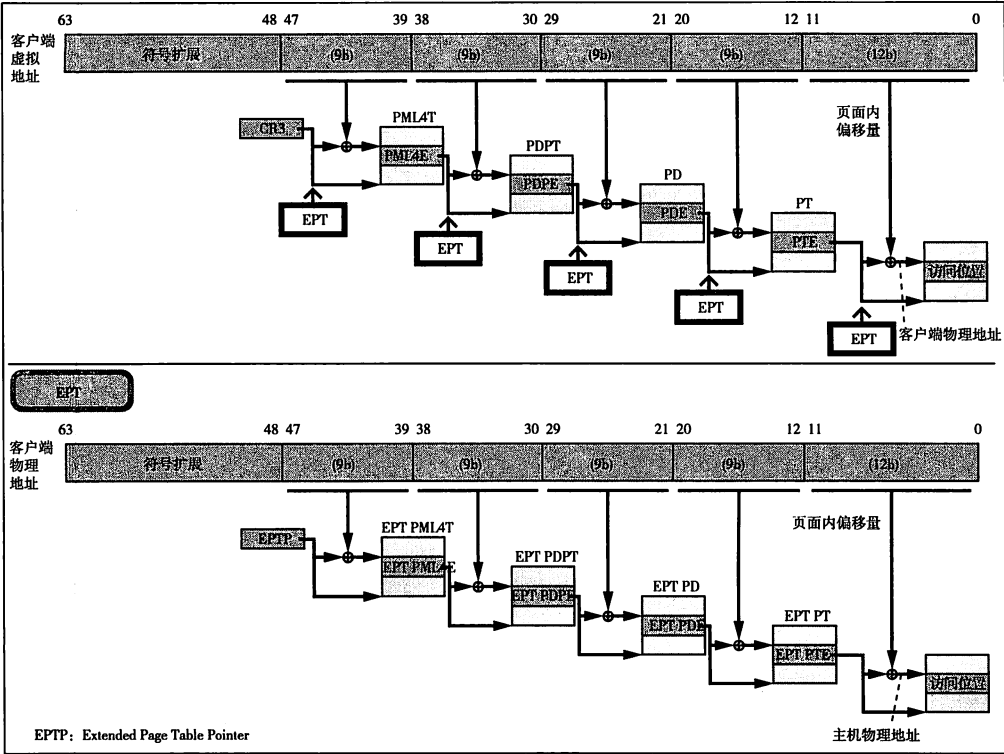 63 48 47 39 38 30 29 21 20 12 11 0
客户端
虚拟
地址
符号扩展 (9b) (9b) (9b) (9b) (12b)
页面内
偏移量
CR3
PML4T
PML4E
PDPT
PDPE
PD
PDE
PT
PTE
访问位置
EPT
EPT
EPT
EPT
EPT
客户端物理地址
EPT
63 48 47 39 38 30 29 21 20 12 11 0
客户端
物理
地址
符号扩展 (9b) (9b) (9b) (9b) (12b)
页面内偏移量
EPTP
EPT PML4T
EPT PML4E
EPT PDPT
EPT PDPE
EPT PD
EPT PDE
EPT PT
EPT PTE
访问位置
EPTP：Extended Page Table Pointer
主机物理地址